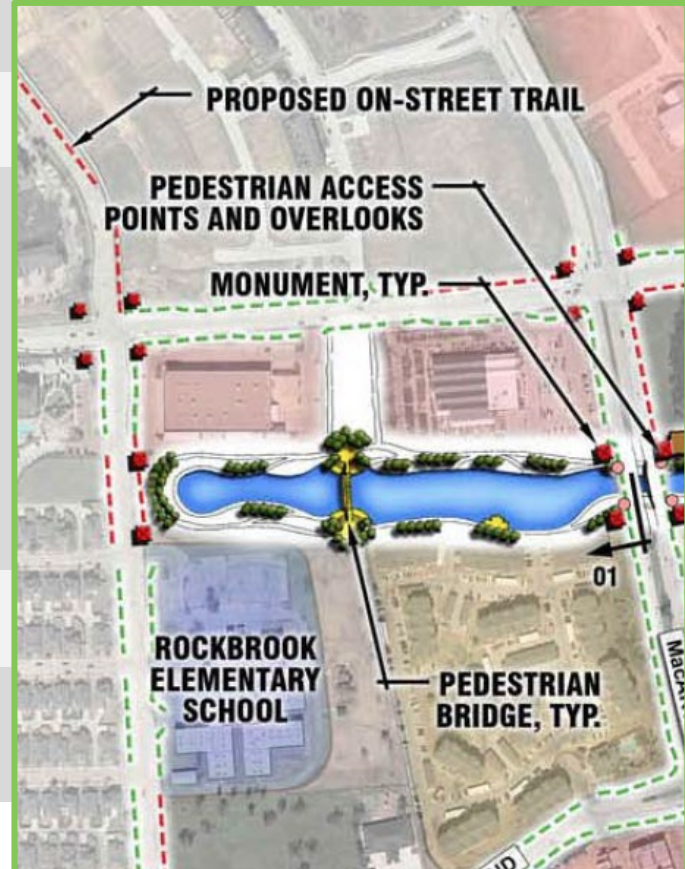 PROPOSED ON-STREET TRAIL
PEDESTRIAN ACCESS
POINTS AND OVERLOOKS
MONUMENT, TYP.
01
ROCKBROOK
ELEMENTARY
SCHOOL
PEDESTRIAN
BRIDGE, TYP.